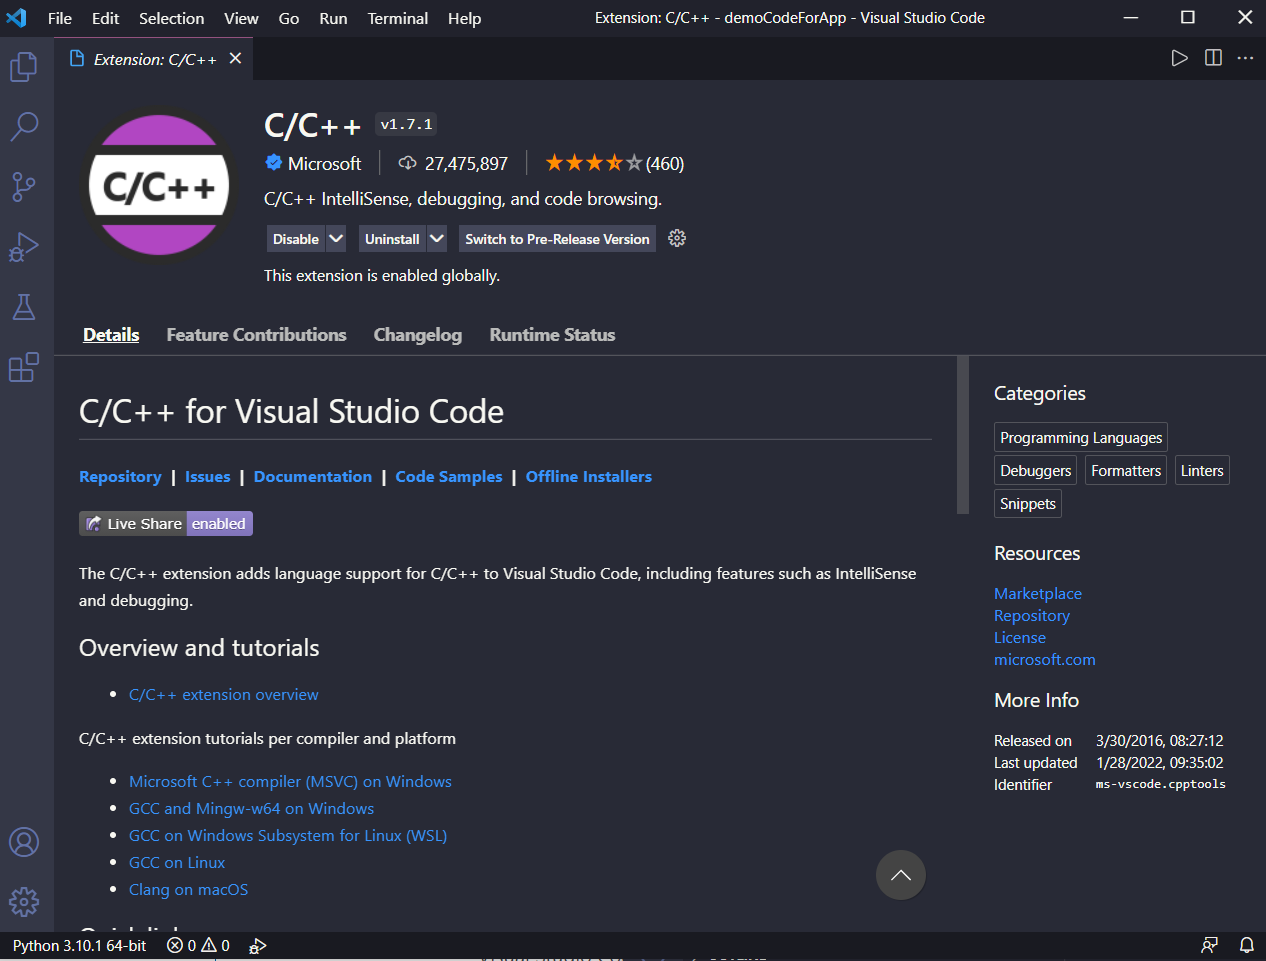 File Edit Selection View Go Run Terminal Help Extension: C/C++ - demoCodeForApp - Visual Studio Code
Extension: C/C++
C/C++ v1.7.1
C/C++
Microsoft 27,475,897 (460)
C/C++ IntelliSense, debugging, and code browsing.
Disable Uninstall Switch to Pre-Release Version
This extension is enabled globally.
Details Feature Contributions Changelog Runtime Status
C/C++ for Visual Studio Code
Repository | Issues | Documentation | Code Samples | Offline Installers
Live Share enabled
The C/C++ extension adds language support for C/C++ to Visual Studio Code, including features such as IntelliSense
and debugging.
Overview and tutorials
• C/C++ extension overview
C/C++ extension tutorials per compiler and platform
• Microsoft C++ compiler (MSVC) on Windows
• GCC and Mingw-w64 on Windows
• GCC on Windows Subsystem for Linux (WSL)
• GCC on Linux
• Clang on macOS
Categories
Programming Languages
Debuggers Formatters Linters
Snippets
Resources
Marketplace
Repository
License
microsoft.com
More Info
Released on 3/30/2016, 08:27:12
Last updated 1/28/2022, 09:35:02
Identifier ms-vscode.cpptools
Python 3.10.1 64-bit 0 0